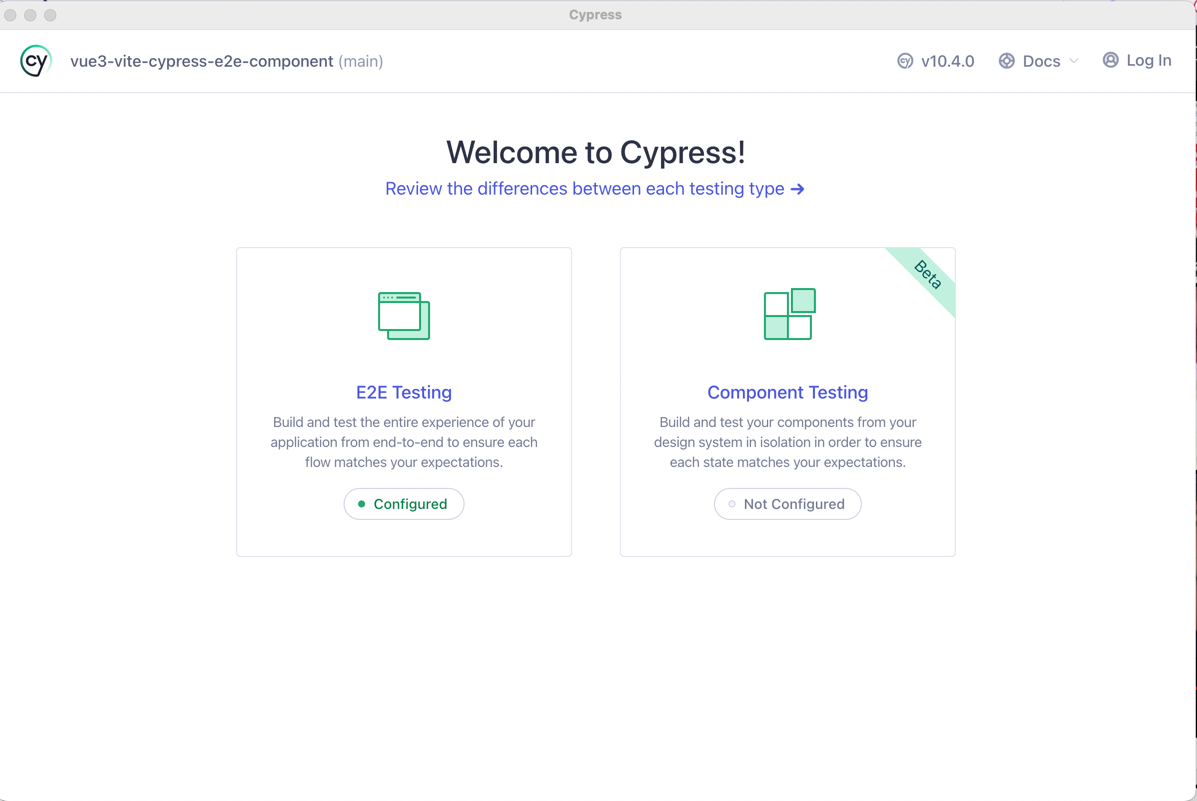 Cypress
cy vue3-vite-cypress-e2e-component (main) cy v10.4.0 Docs Log In
Welcome to Cypress!
Review the differences between each testing type →
Beta
E2E Testing
Build and test the entire experience of your
application from end-to-end to ensure each
flow matches your expectations.
Configured
Component Testing
Build and test your components from your
design system in isolation in order to ensure
each state matches your expectations.
Not Configured